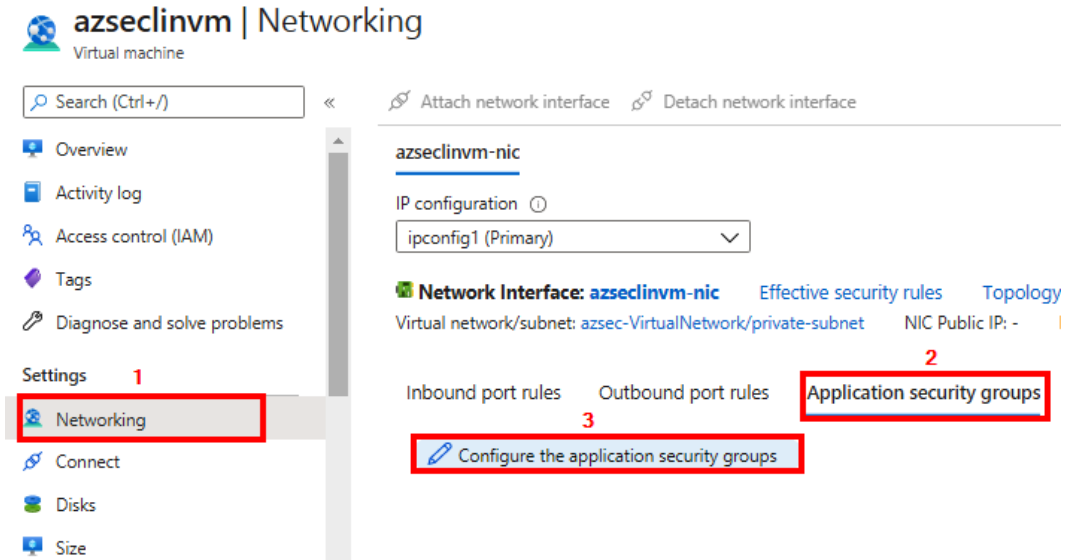 azseclinvm | Networking
Virtual machine
Search (Ctrl+/)
«
Overview
Activity log
Access control (IAM)
Tags
Diagnose and solve problems
Settings
1
Networking
Connect
Disks
Size
Attach network interface
Detach network interface
azseclinvm-nic
IP configuration
ipconfig1 (Primary)
Network Interface: azseclinvm-nic Effective security rules Topology
Virtual network/subnet: azsec-VirtualNetwork/private-subnet NIC Public IP: -
2
Inbound port rules Outbound port rules Application security groups
3
Configure the application security groups